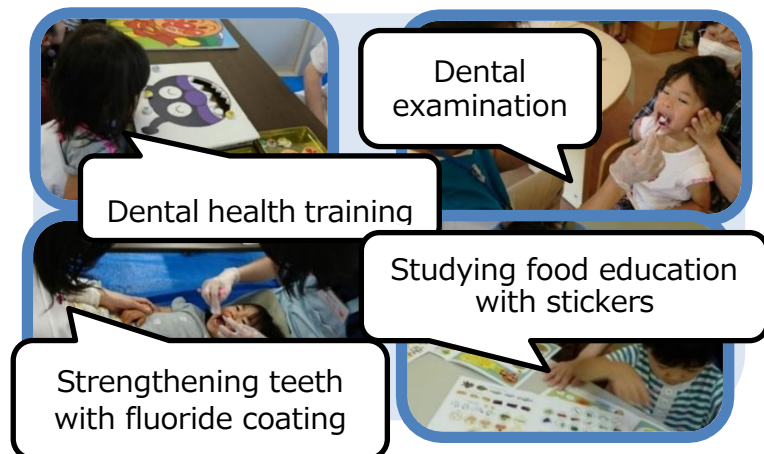 Dental
examination
Dental health training
Studying food education
with stickers
Strengthening teeth
with fluoride coating